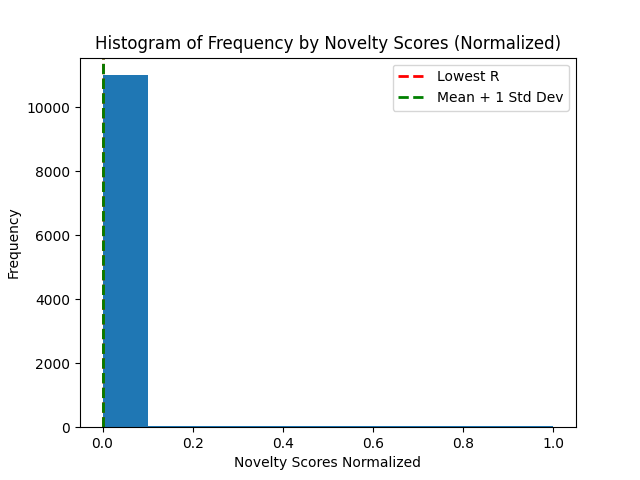 Histogram of Frequency by Novelty Scores (Normalized)
Lowest R
Mean + 1 Std Dev
10000
8000
6000
4000
2000
0
Frequency
0.0 0.2 0.4 0.6 0.8 1.0
Novelty Scores Normalized